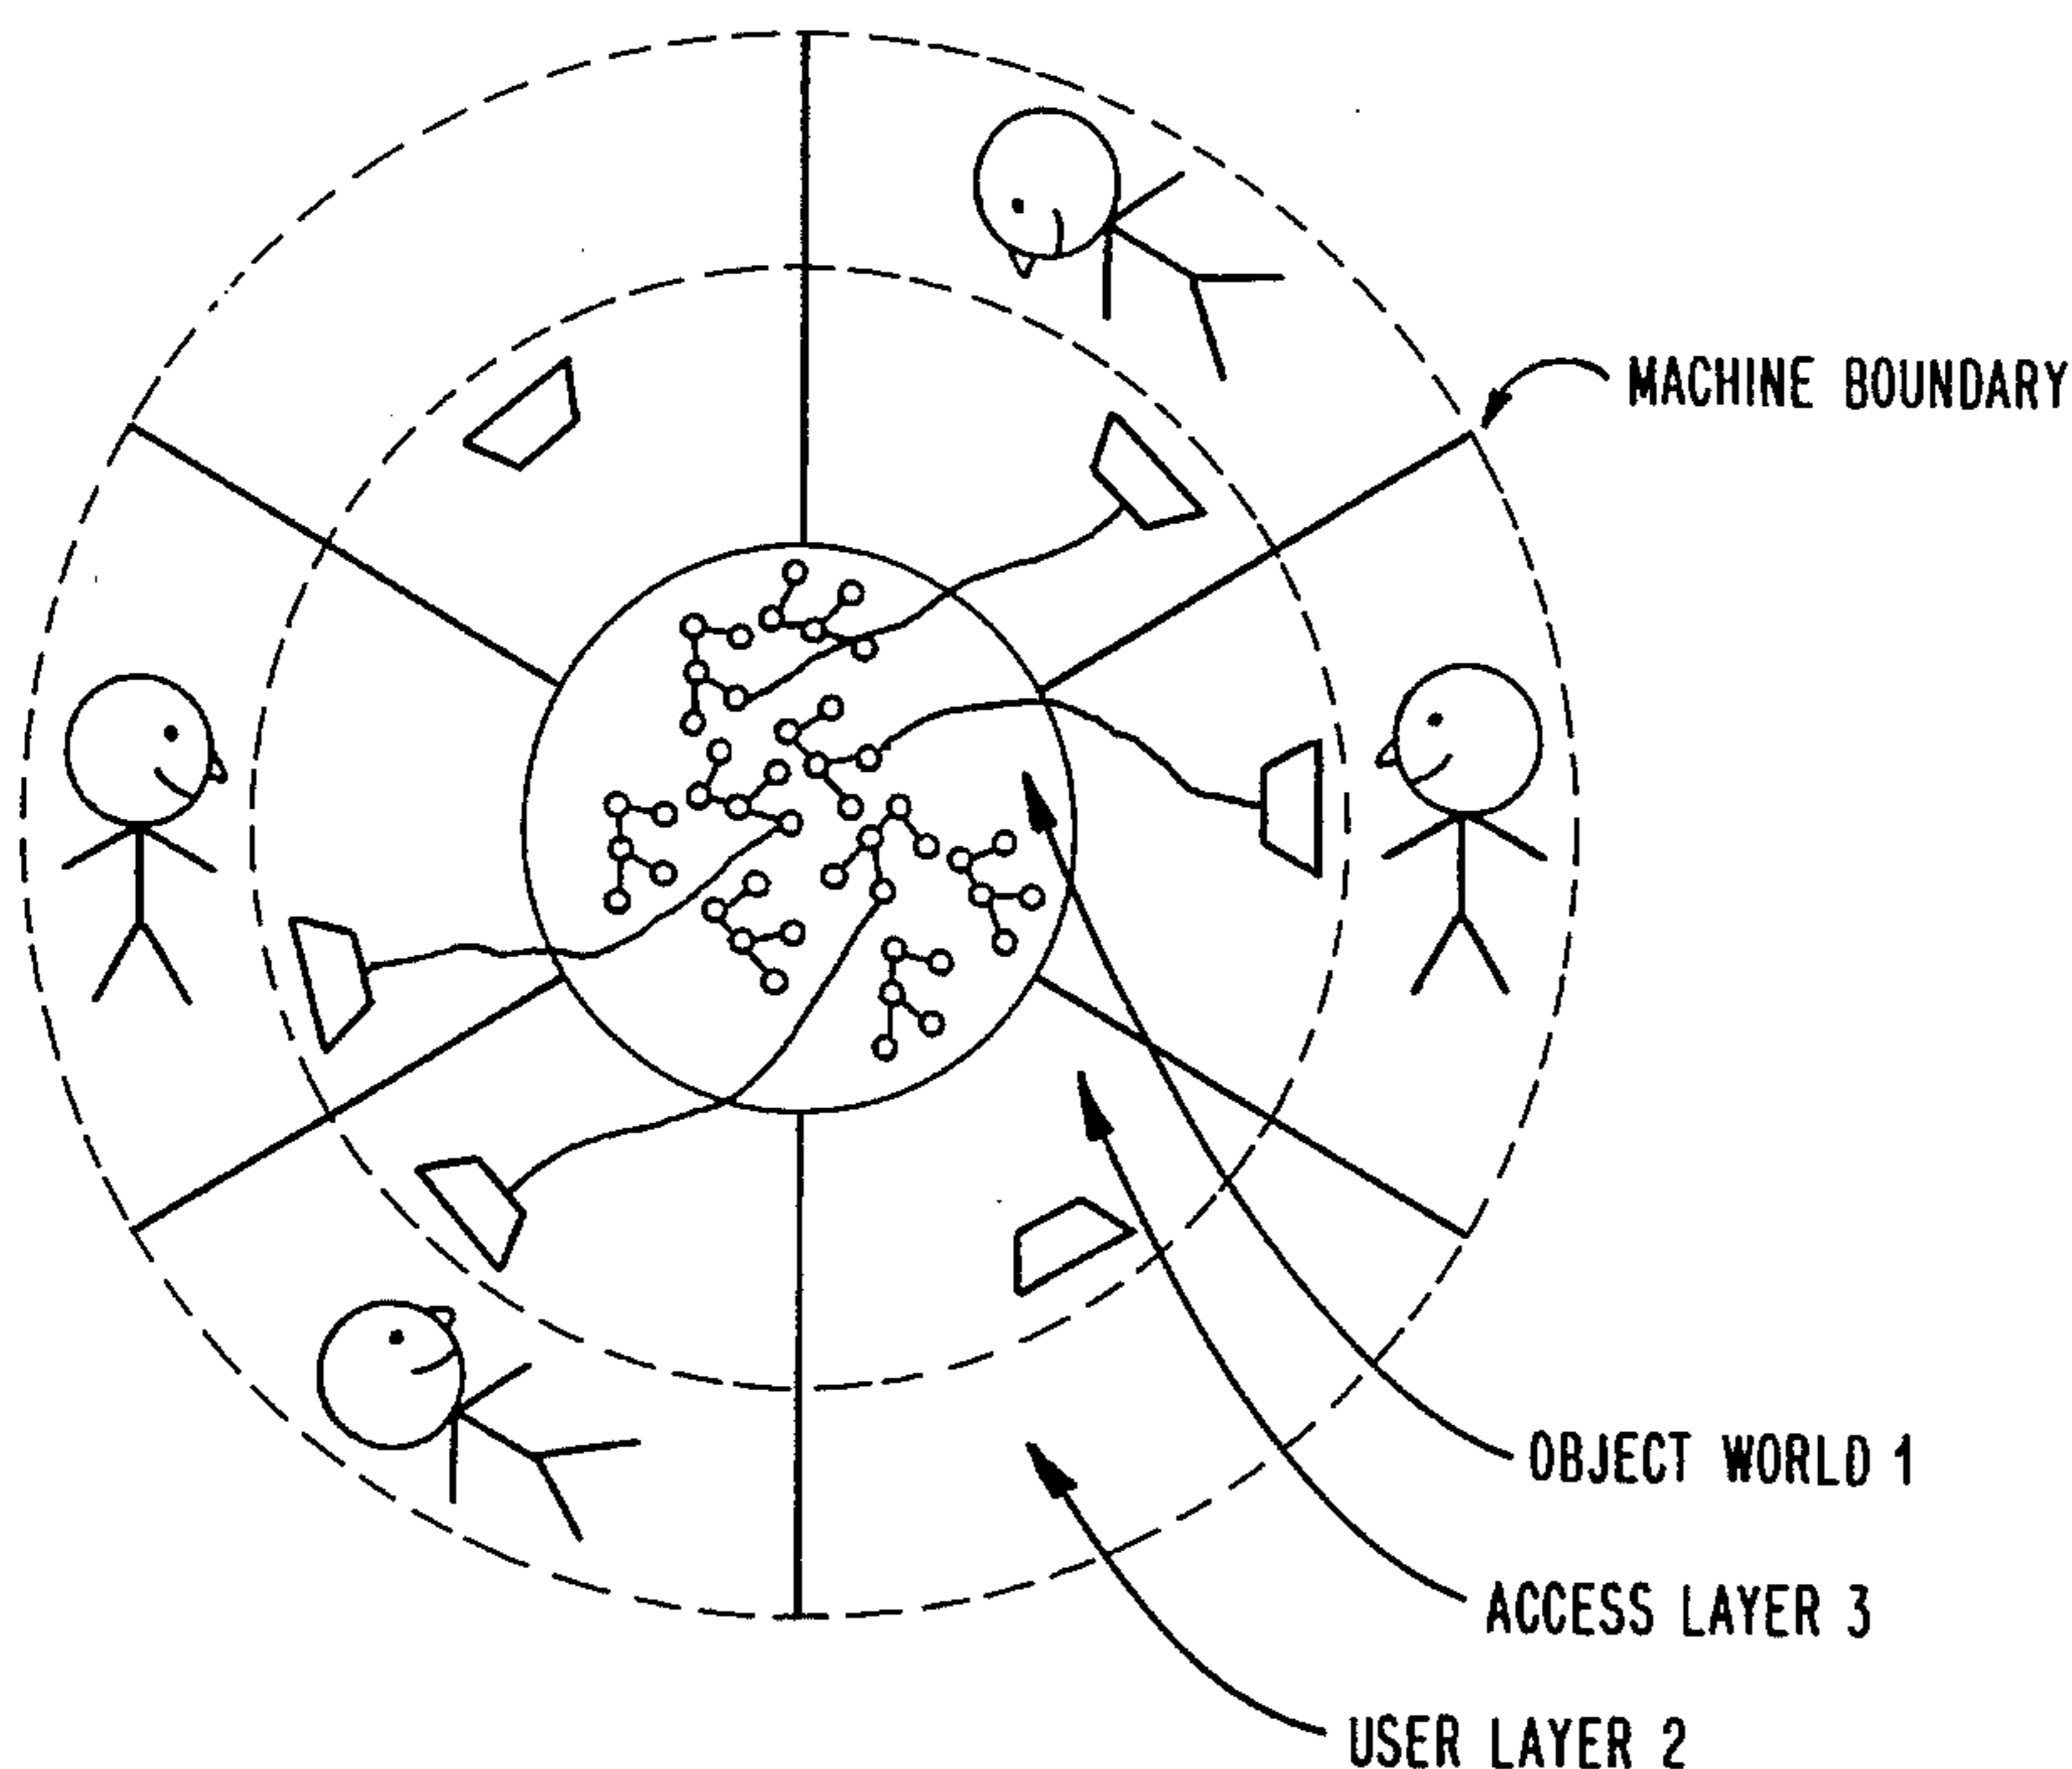 MACHINE BOUNDARY
OBJECT WORLD 1
ACCESS LAYER 3
USER LAYER 2